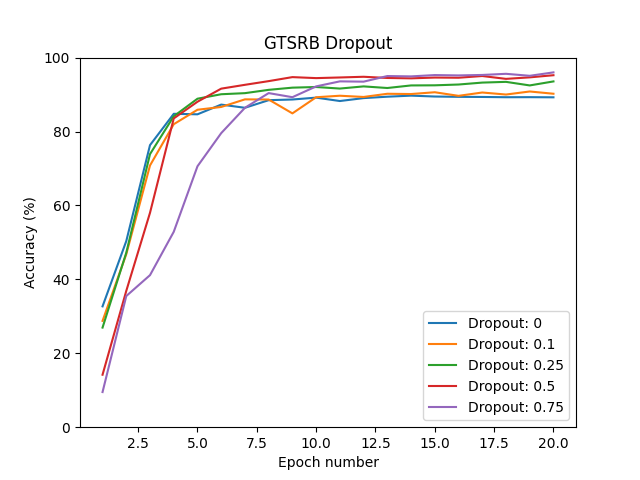 GTSRB Dropout
Accuracy (%)
100
80
60
40
20
0
2.5 5.0 7.5 10.0 12.5 15.0 17.5 20.0
Epoch number
Dropout: 0
Dropout: 0.1
Dropout: 0.25
Dropout: 0.5
Dropout: 0.75